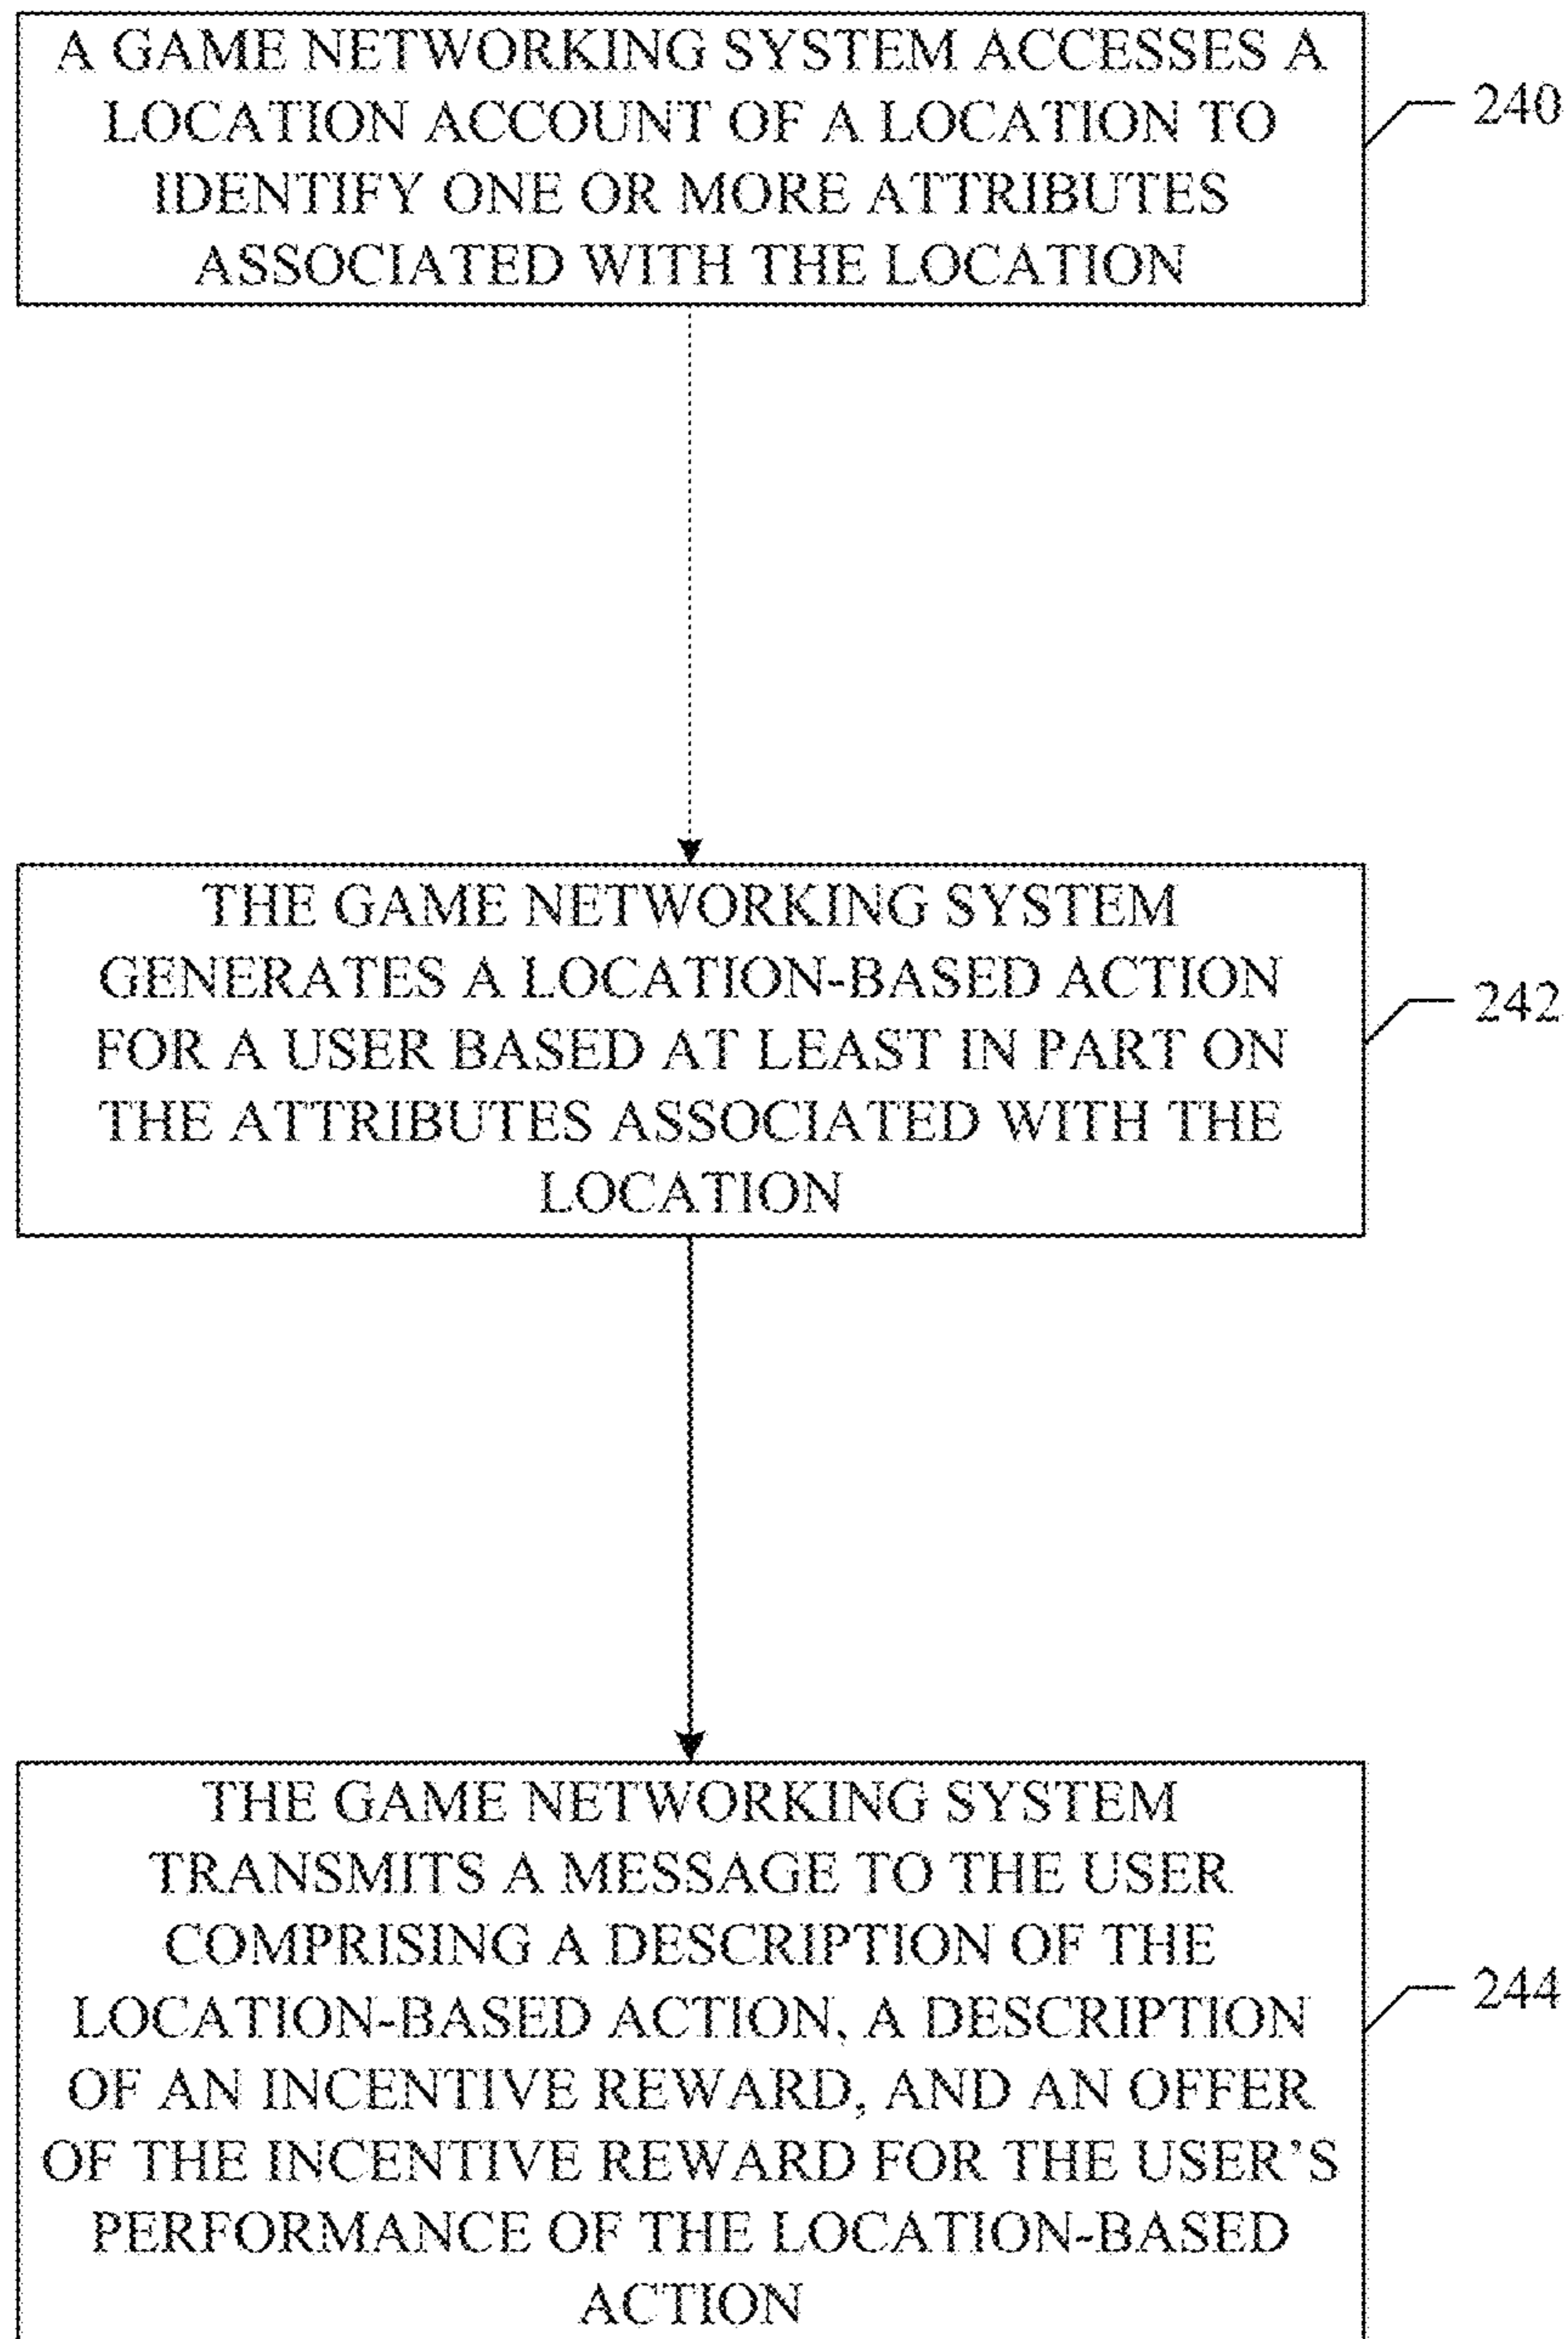 A GAME NETWORKING SYSTEM ACCESSES A
LOCATION ACCOUNT OF A LOCATION TO
IDENTIFY ONE OR MORE ATTRIBUTES
ASSOCIATED WITH THE LOCATION
240
THE GAME NETWORKING SYSTEM
GENERATES A LOCATION-BASED ACTION
FOR A USER BASED AT LEAST IN PART ON
THE ATTRIBUTES ASSOCIATED WITH THE
LOCATION
242
THE GAME NETWORKING SYSTEM
TRANSMITS A MESSAGE TO THE USER
COMPRISING A DESCRIPTION OF THE
LOCATION-BASED ACTION, A DESCRIPTION
OF AN INCENTIVE REWARD, AND AN OFFER
OF THE INCENTIVE REWARD FOR THE USER'S
PERFORMANCE OF THE LOCATION-BASED
ACTION
244